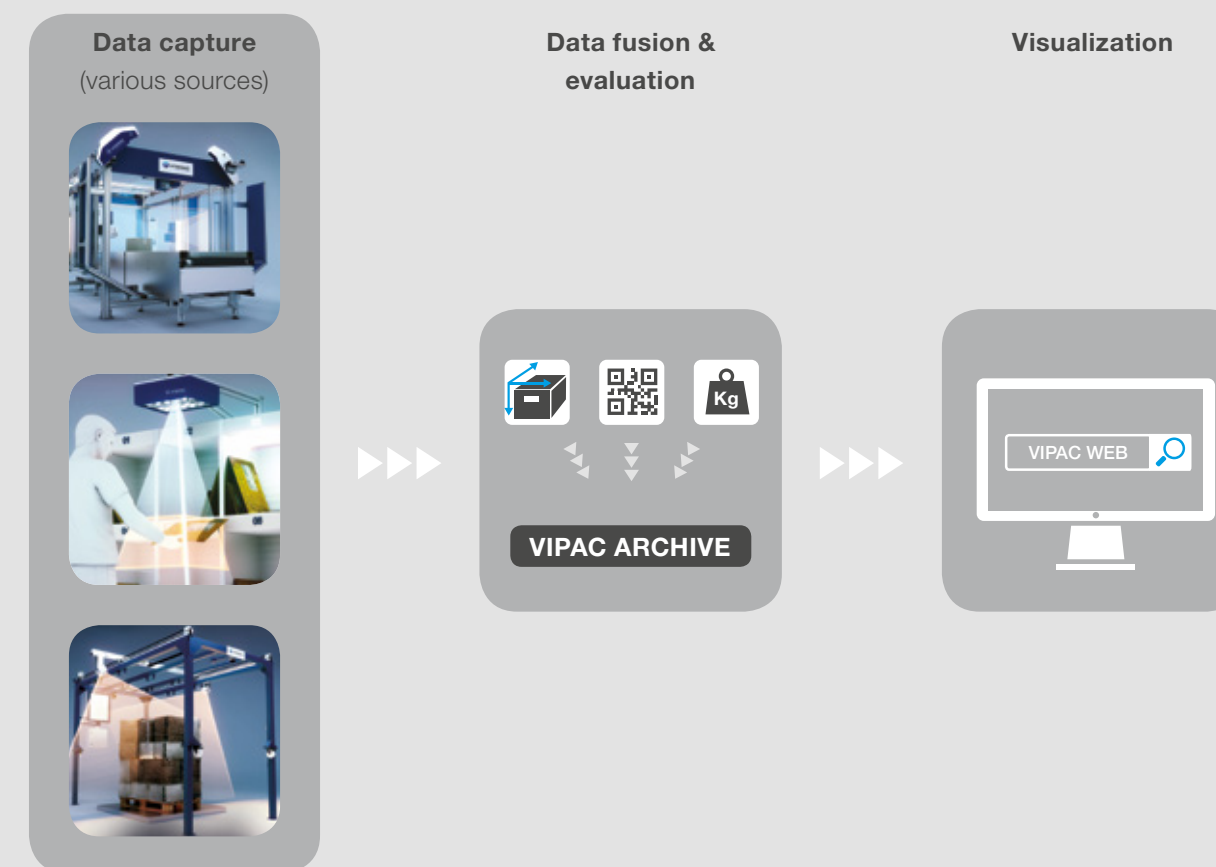 Data capture
(various sources)
Data fusion &
evaluation
Visualization
Kg
VIPAC ARCHIVE
VIPAC WEB